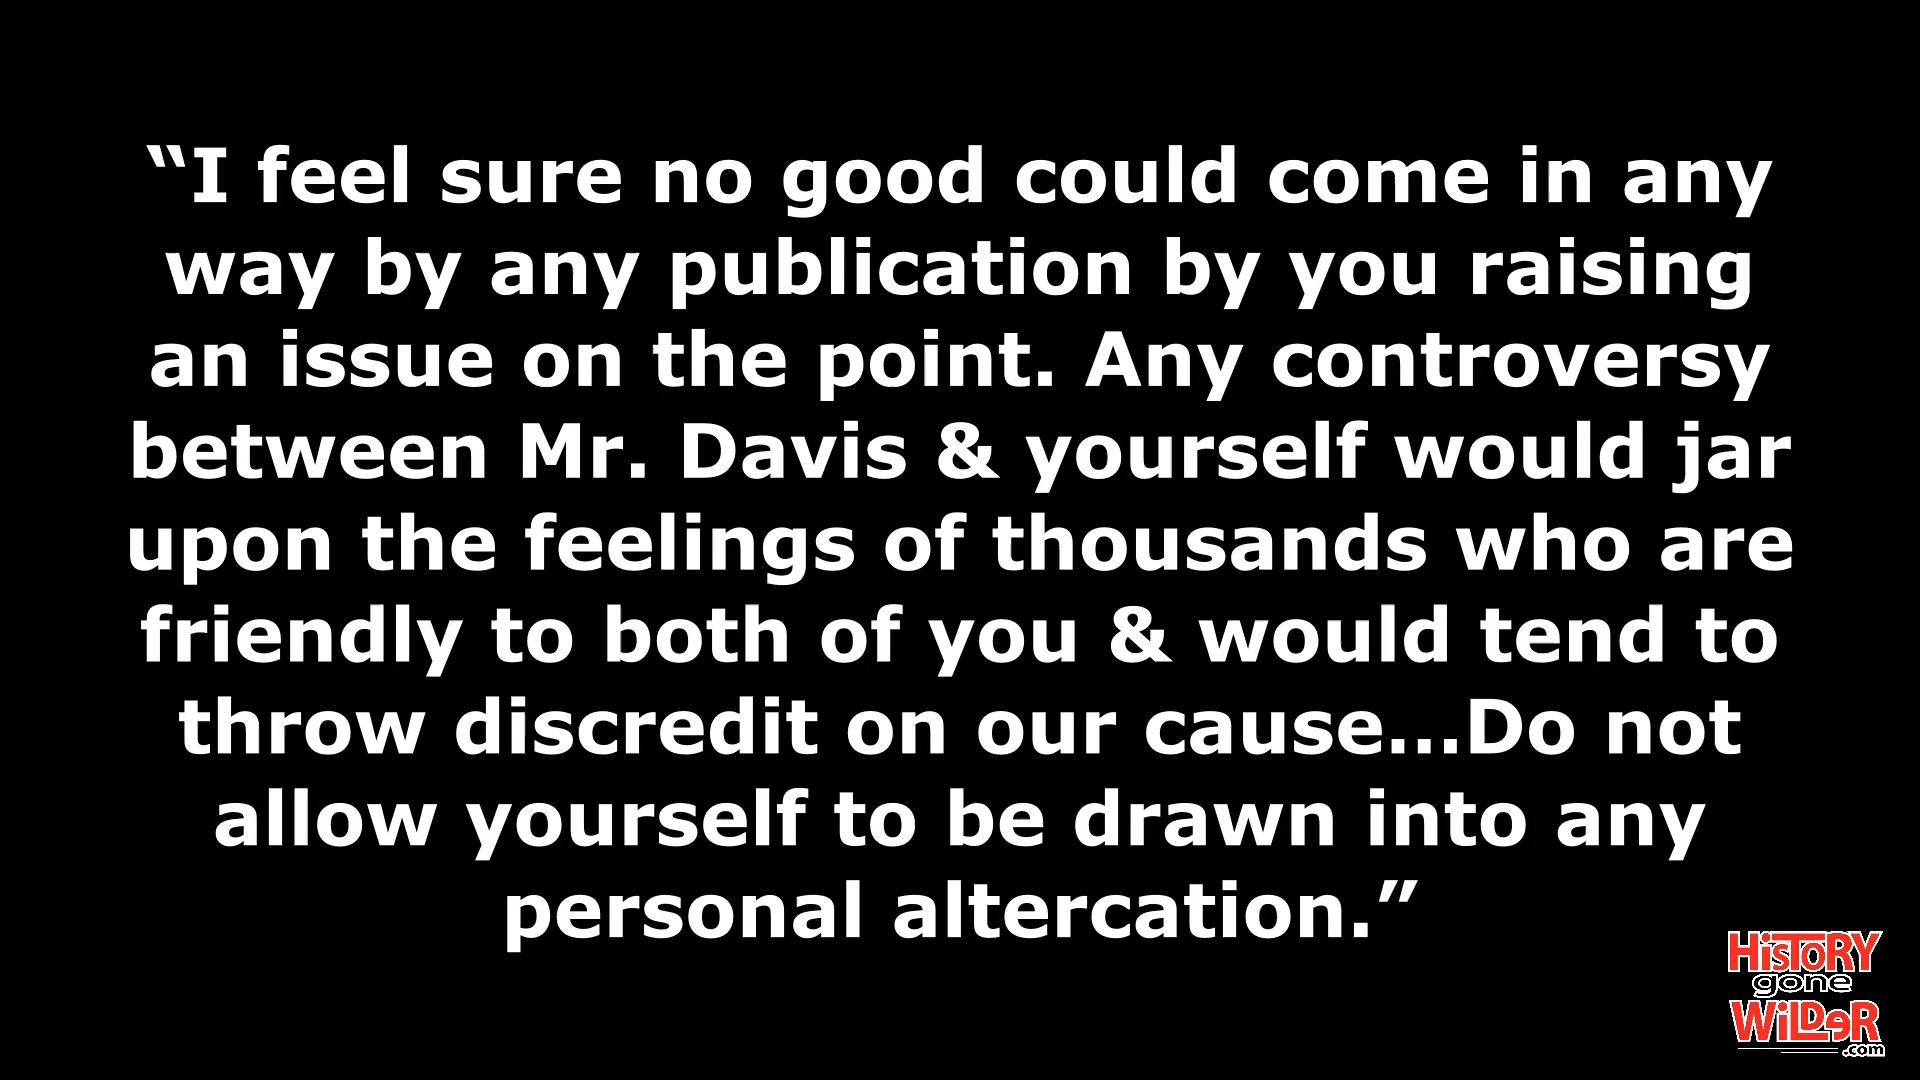 “I feel sure no good could come in any
way by any publication by you raising
an issue on the point. Any controversy
between Mr. Davis & yourself would jar
upon the feelings of thousands who are
friendly to both of you & would tend to
throw discredit on our cause...Do not
allow yourself to be drawn into any
personal altercation.”
HiSTORY
gone
WiLDeR
.com